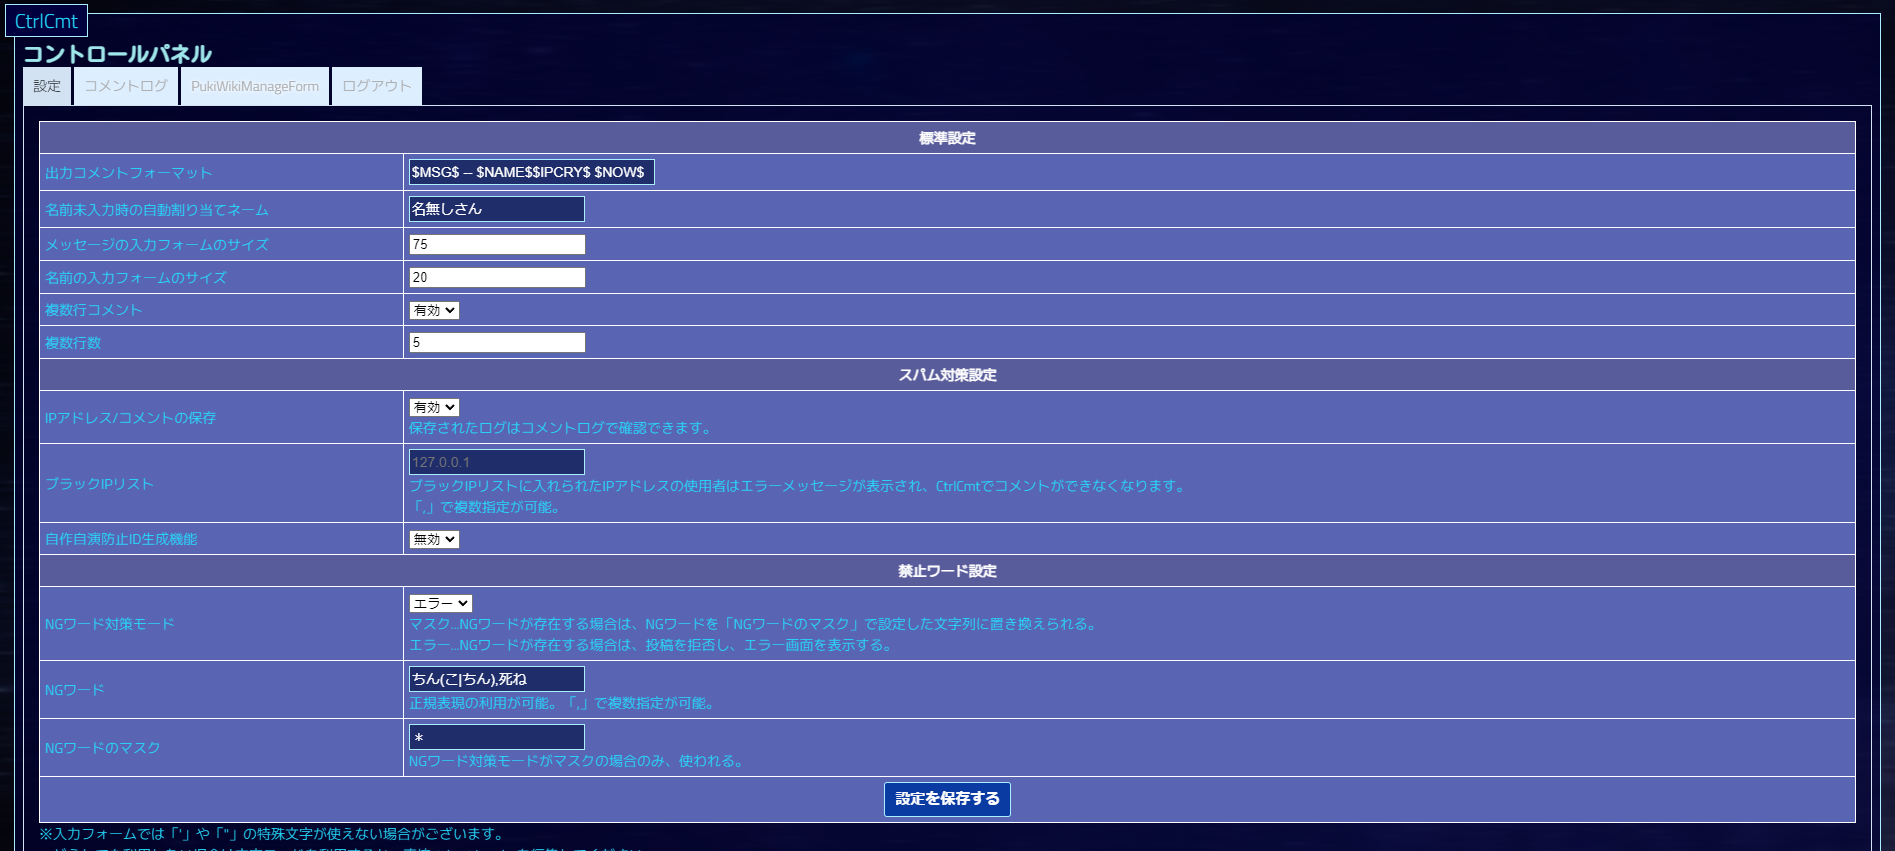 CtrlCmt
コントロールパネル
設定 コメントログ PukiWikiManageForm ログアウト
標準設定
出力コメントフォーマット $MSG$ -- $NAME$$IPCRY$ $NOW$
名前未入力時の自動割り当てネーム 名無しさん
メッセージの入力フォームのサイズ 75
名前の入力フォームのサイズ 20
複数行コメント 有効
複数行数 5
スパム対策設定
IPアドレス/コメントの保存 有効
保存されたログはコメントログで確認できます。
ブラックIPリスト 127.0.0.1
ブラックIPリストに入れられたIPアドレスの使用者はエラーメッセージが表示され、CtrlCmtでコメントができなくなります。
「,」で複数指定が可能。
自作自演防止ID生成機能 無効
禁止ワード設定
NGワード対策モード エラー
マスク...NGワードが存在する場合は、NGワードを「NGワードのマスク」で設定した文字列に置き換えられる。
エラー...NGワードが存在する場合は、投稿を拒否し、エラー画面を表示する。
NGワード ちん(こ|ちん),死ね
正規表現の利用が可能。「,」で複数指定が可能。
NGワードのマスク *
NGワード対策モードがマスクの場合のみ、使われる。
設定を保存する
※入力フォームでは「'」や「"」の特殊文字が使えない場合がございます。